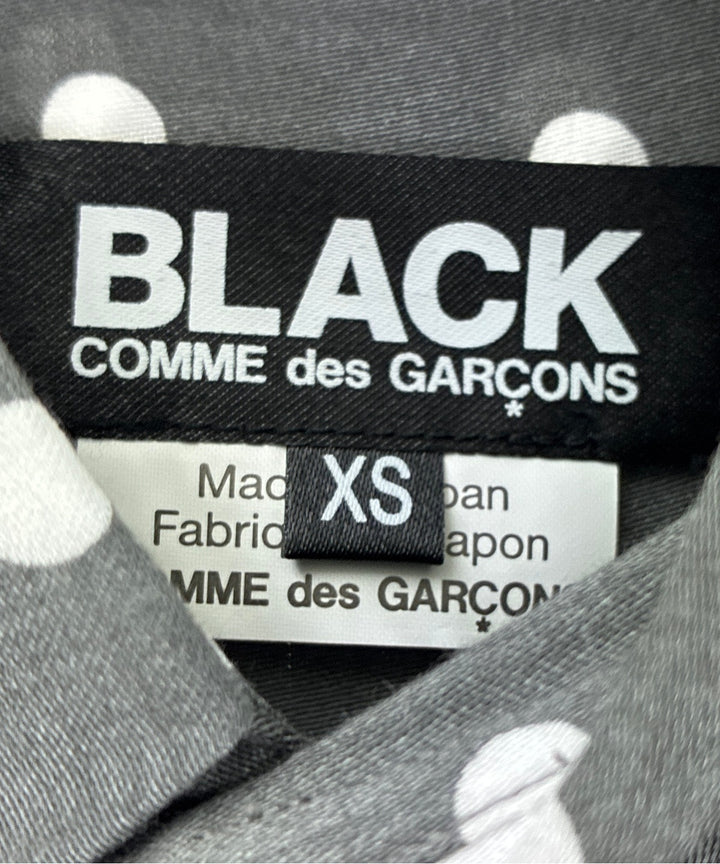 BLACK
COMME des GARÇONS
*
XS
Mac pan
Fabric apon
MME des GARÇON
*